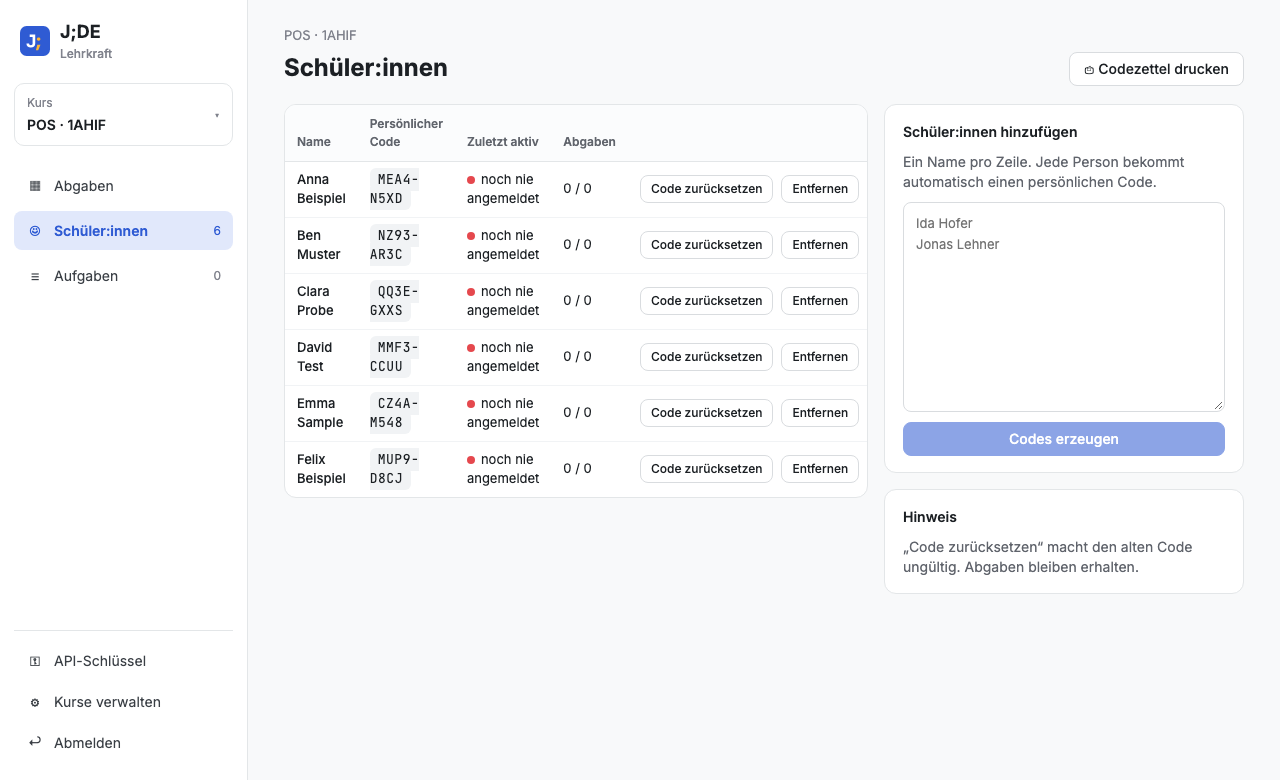 J;
J;DE
Lehrkraft
Kurs
POS · 1AHIF
Abgaben
Schüler:innen 6
Aufgaben 0
API-Schlüssel
Kurse verwalten
Abmelden
POS · 1AHIF
Schüler:innen
Codezettel drucken
Name Persönlicher Code Zuletzt aktiv Abgaben
Anna Beispiel MEA4-N5XD noch nie angemeldet 0 / 0 Code zurücksetzen Entfernen
Ben Muster NZ93-AR3C noch nie angemeldet 0 / 0 Code zurücksetzen Entfernen
Clara Probe QQ3E-GXXS noch nie angemeldet 0 / 0 Code zurücksetzen Entfernen
David Test MMF3-CCUU noch nie angemeldet 0 / 0 Code zurücksetzen Entfernen
Emma Sample CZ4A-M548 noch nie angemeldet 0 / 0 Code zurücksetzen Entfernen
Felix Beispiel MUP9-D8CJ noch nie angemeldet 0 / 0 Code zurücksetzen Entfernen
Schüler:innen hinzufügen
Ein Name pro Zeile. Jede Person bekommt
automatisch einen persönlichen Code.
Ida Hofer
Jonas Lehner
Codes erzeugen
Hinweis
„Code zurücksetzen“ macht den alten Code
ungültig. Abgaben bleiben erhalten.